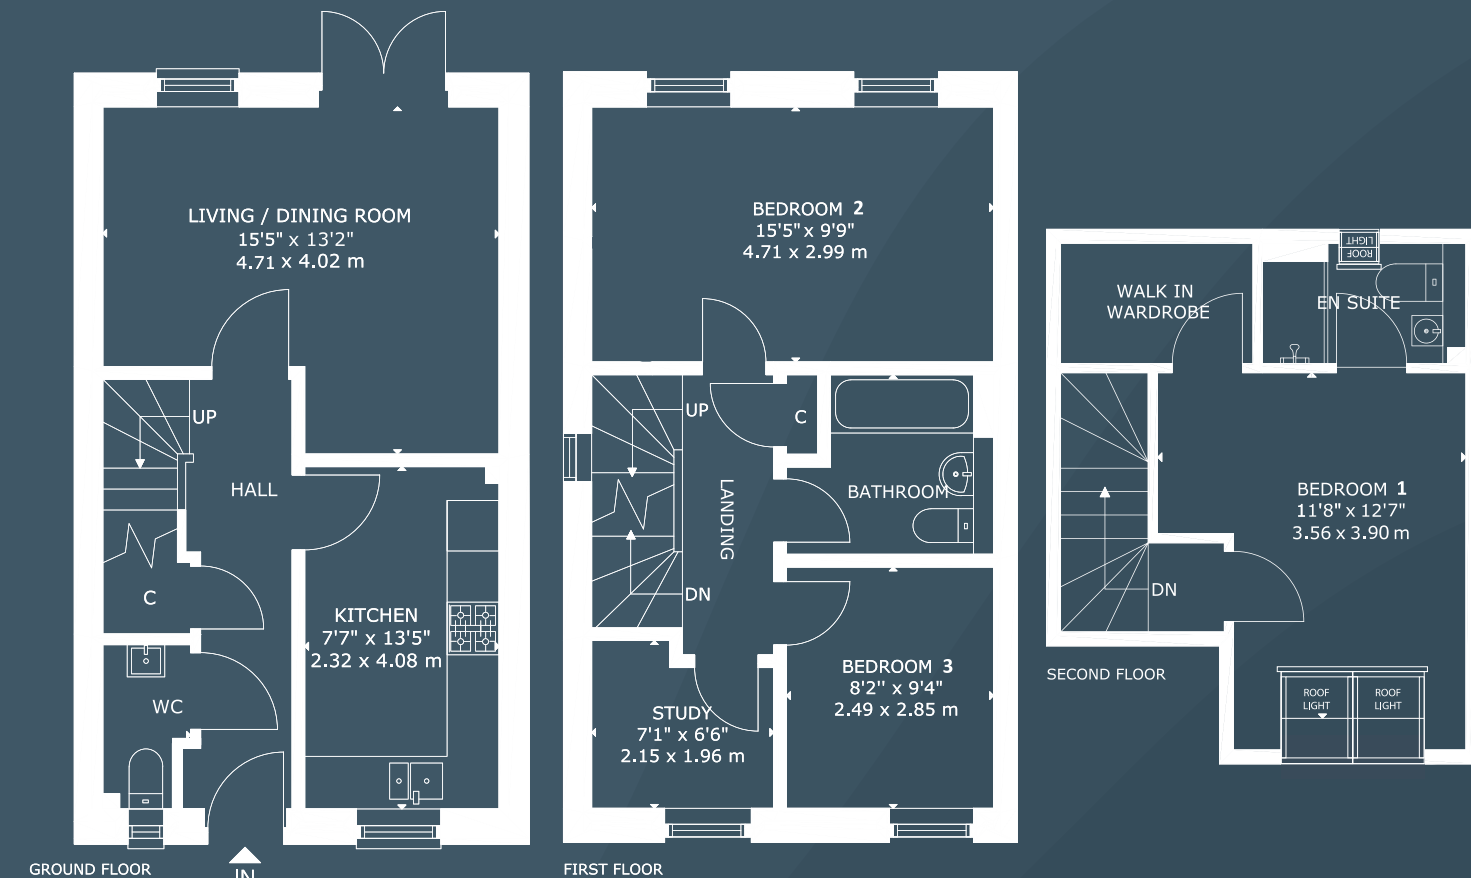 LIVING / DINING ROOM
15'5" x 13'2"
4.71 x 4.02 m
UP
HALL
C
KITCHEN
7'7" x 13'5"
2.32 x 4.08 m
WC
GROUND FLOOR
IN
BEDROOM 2
15'5" x 9'9"
4.71 x 2.99 m
UP
C
LANDING
BATHROOM
DN
BEDROOM 3
8'2'' x 9'4"
2.49 x 2.85 m
STUDY
7'1" x 6'6"
2.15 x 1.96 m
FIRST FLOOR
ROOF
LIGHT
WALK IN
WARDROBE
EN SUITE
BEDROOM 1
11'8" x 12'7"
3.56 x 3.90 m
DN
SECOND FLOOR
ROOF
LIGHT
ROOF
LIGHT